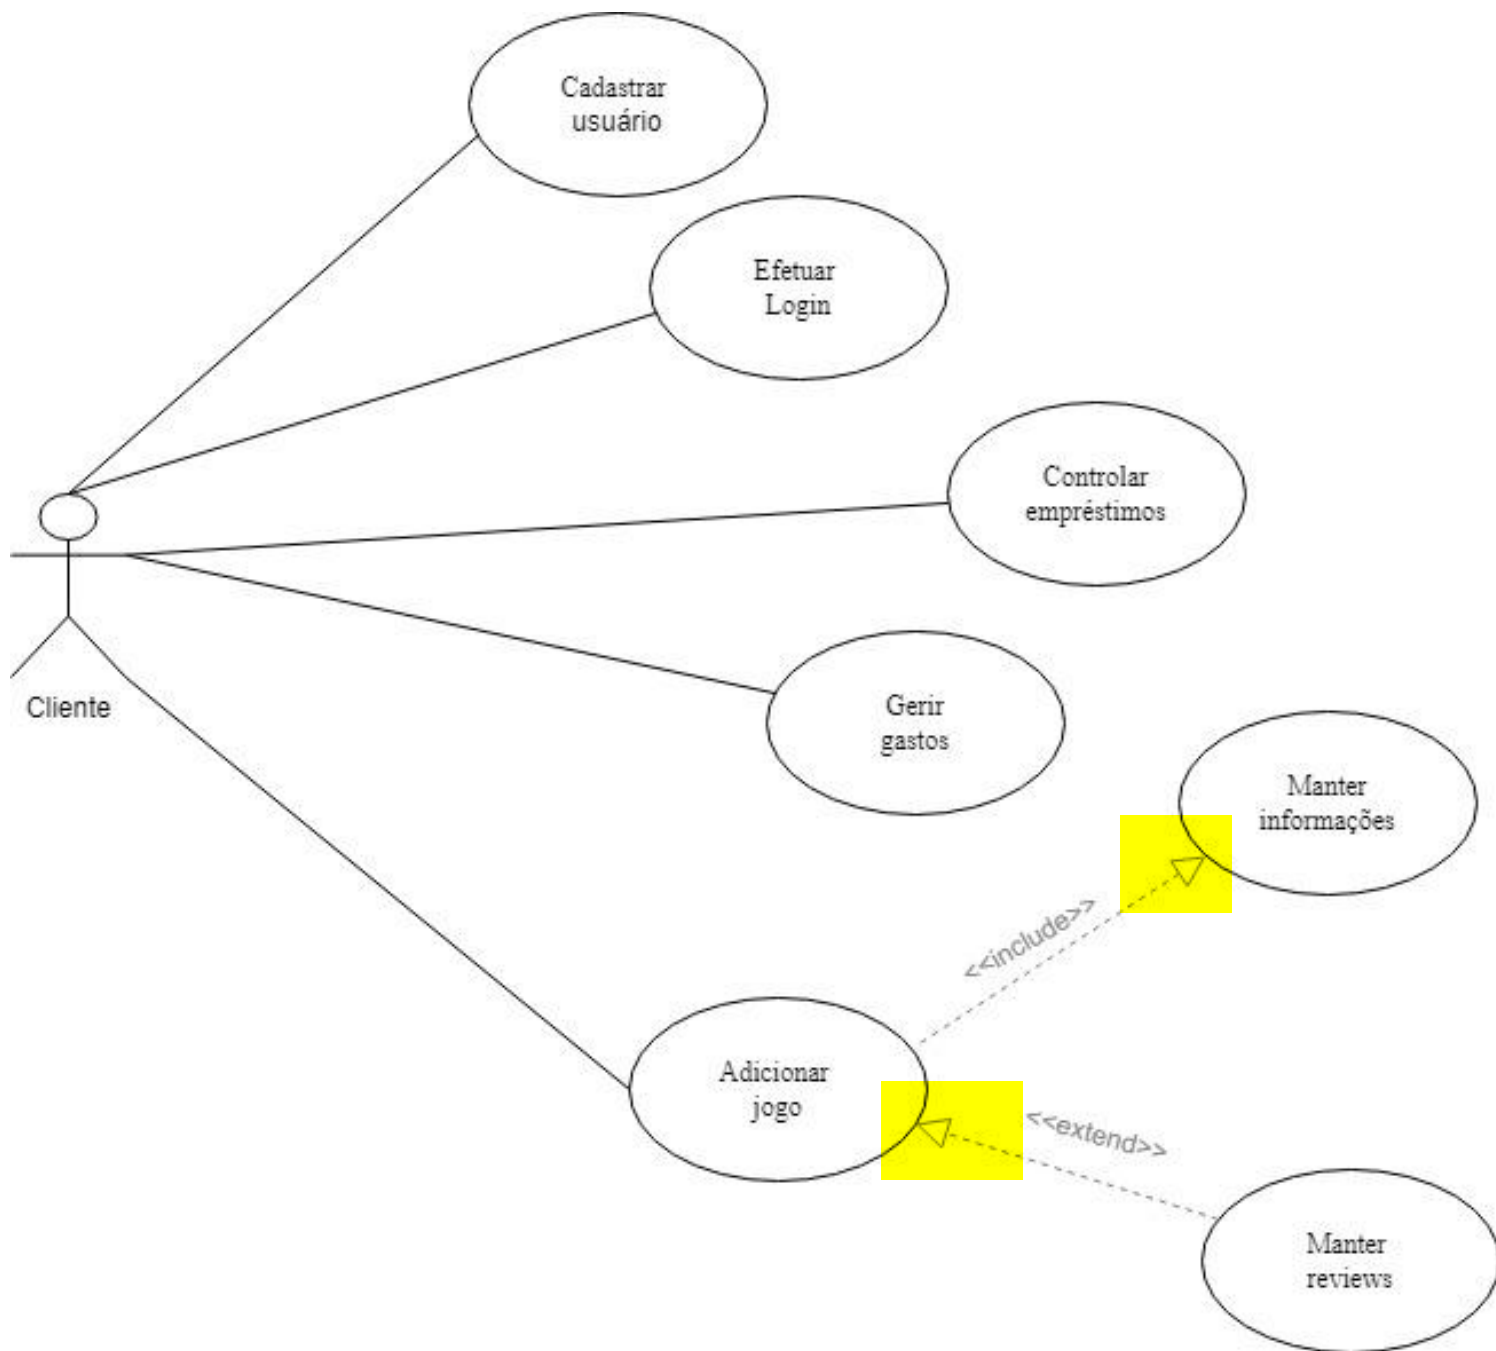 Cadastrar
usuário
Efetuar
Login
Controlar
empréstimos
Gerir
gastos
Cliente
Manter
informações
<<include>>
Adicionar
jogo
<<extend>>
Manter
reviews